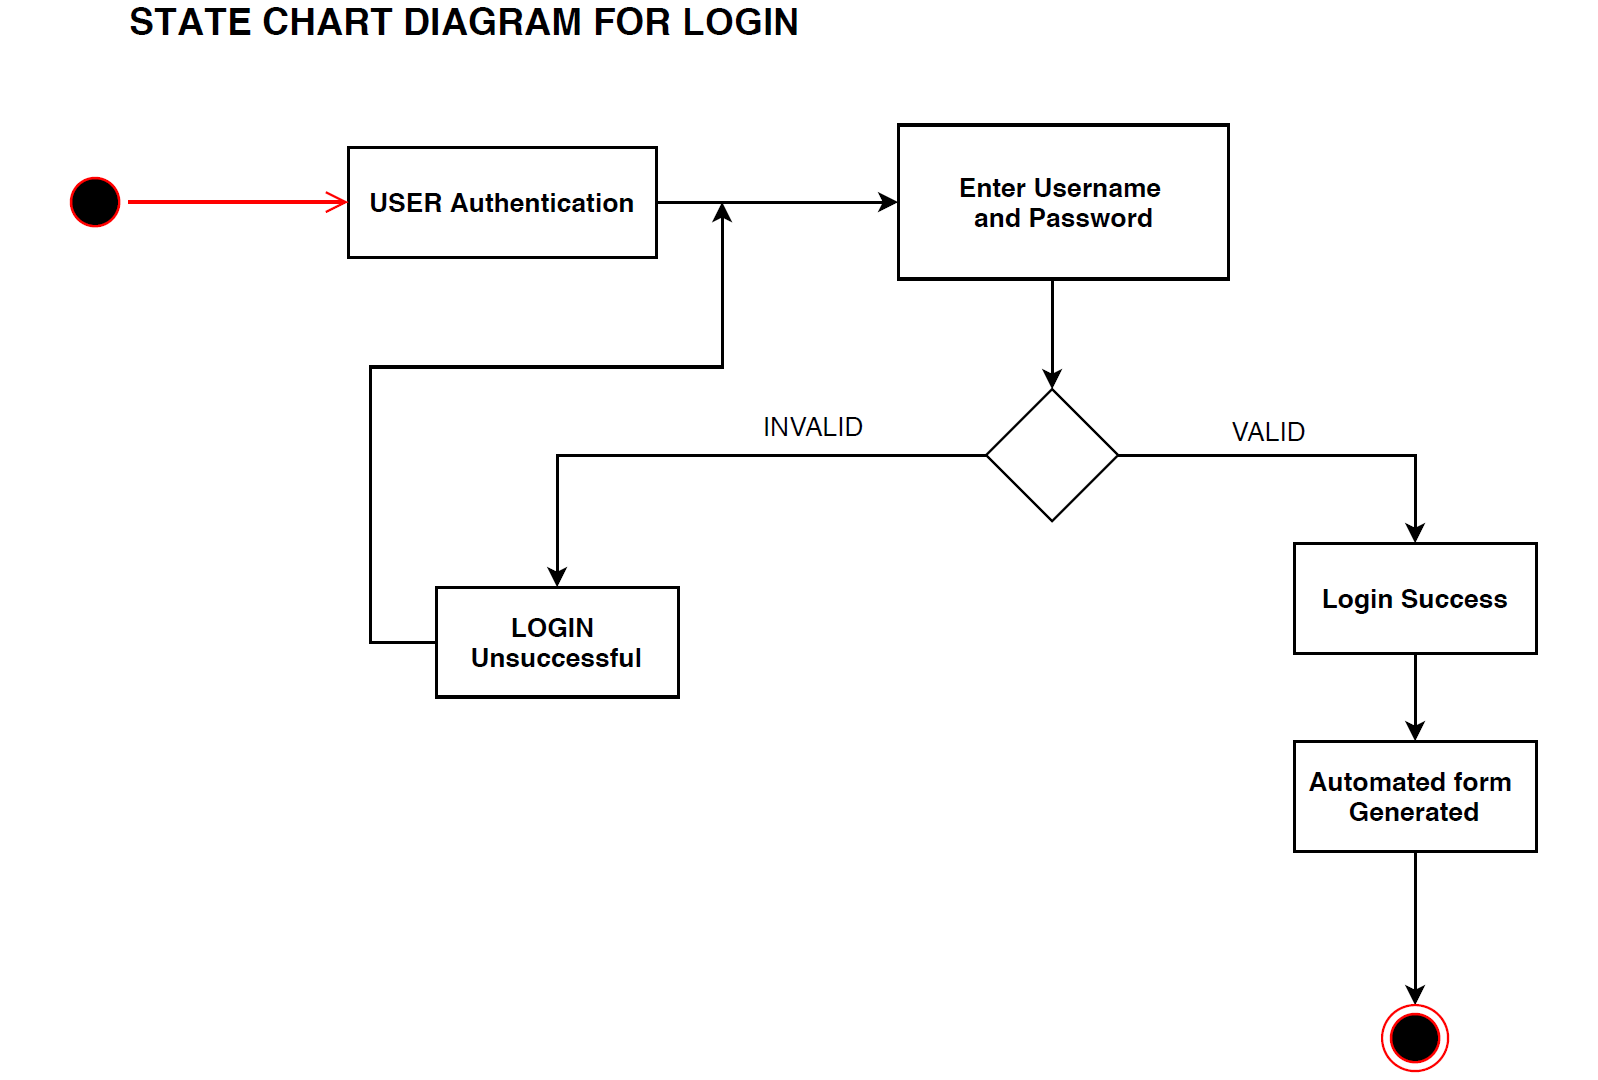 STATE CHART DIAGRAM FOR LOGIN
USER Authentication
Enter Username
and Password
INVALID
VALID
LOGIN
Unsuccessful
Login Success
Automated form
Generated